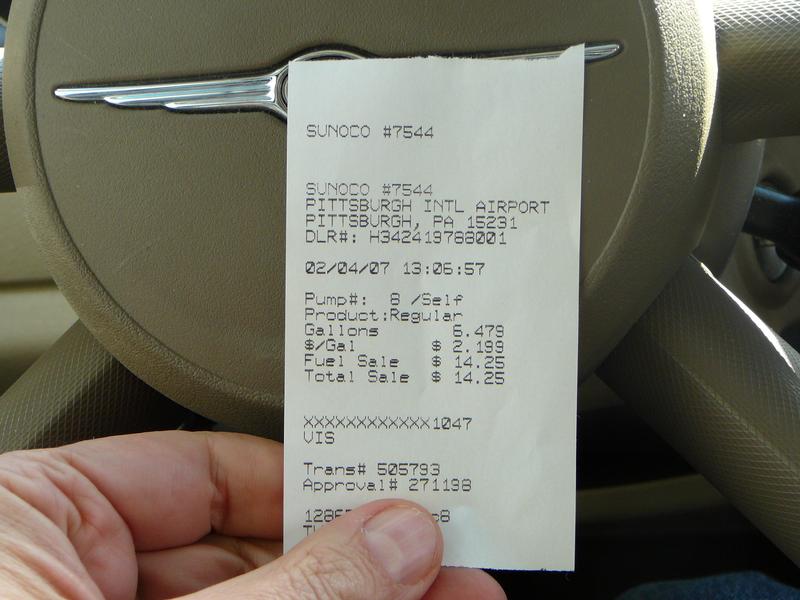 SUNOCO #7544
SUNOCO #7544
PITTSBURGH INTL AIRPORT
PITTSBURGH, PA 15231
DLR#: H342419788001
02/04/07 13:06:57
Pump#: 8 /Self
Product:Regular
Gallons 6.479
$/Gal $ 2.199
Fuel Sale $ 14.25
Total Sale $ 14.25
XXXXXXXXXXXX1047
VIS
Trans# 505793
Approval# 271198